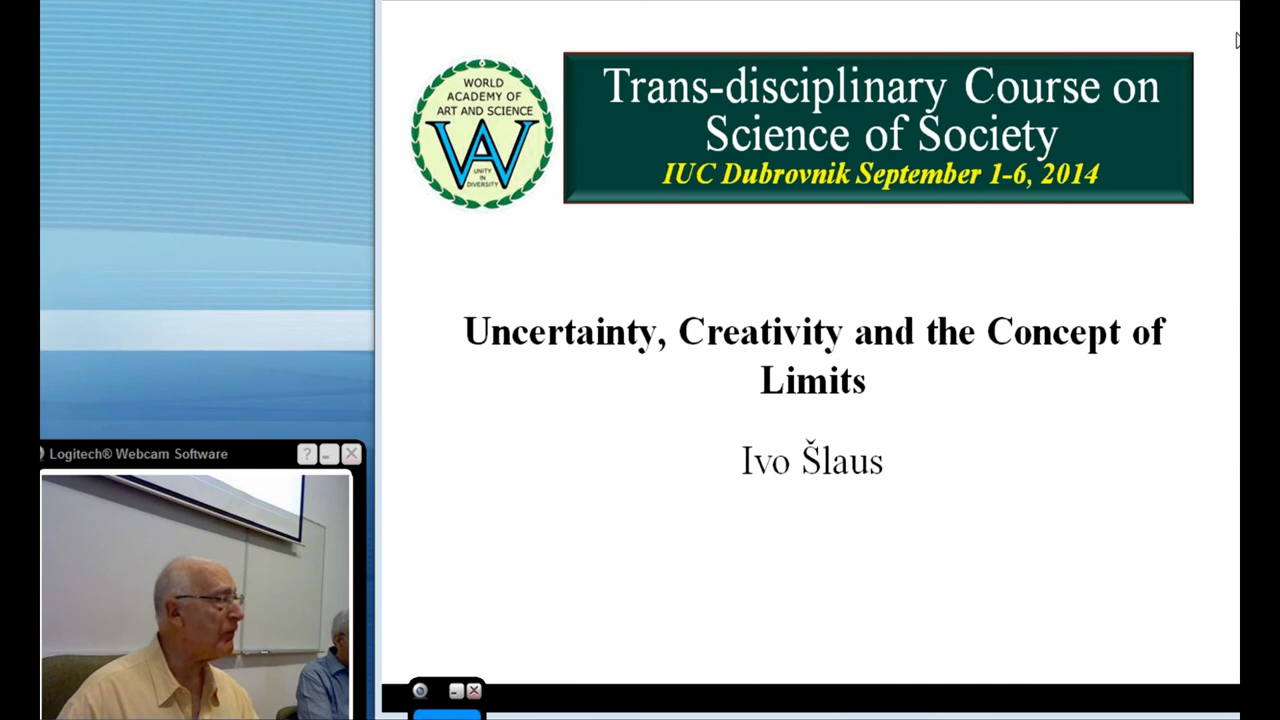 WORLD
ACADEMY OF
ART AND SCIENCE
WA
UNITY
IN
DIVERSITY
Trans-disciplinary Course on
Science of Society
IUC Dubrovnik September 1-6, 2014
Uncertainty, Creativity and the Concept of
Limits
Ivo Šlaus
Logitech® Webcam Software